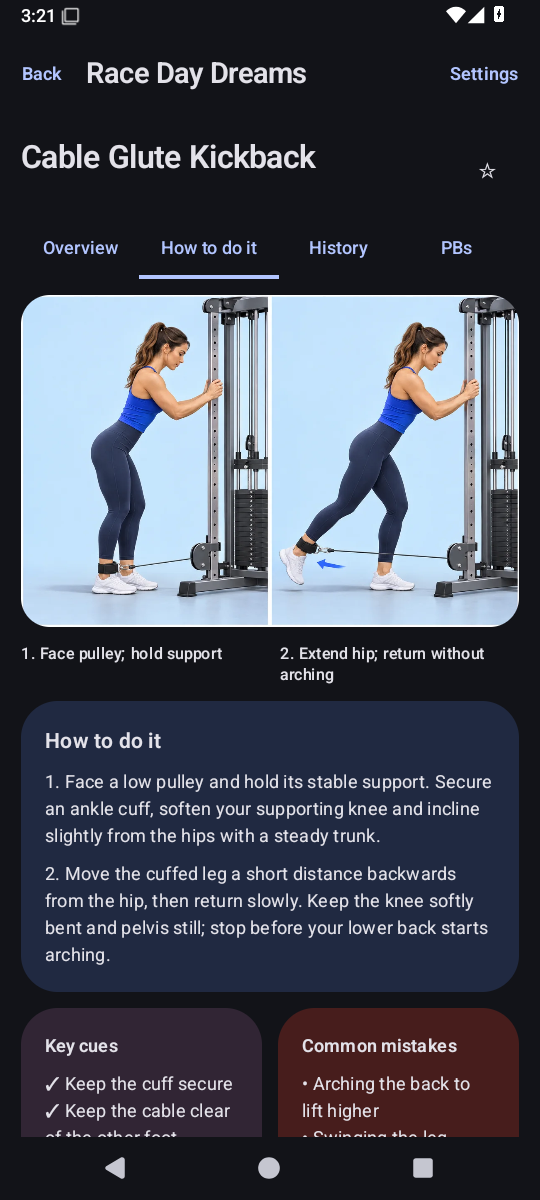 3:21
Back Race Day Dreams Settings
Cable Glute Kickback
Overview How to do it History PBs
1. Face pulley; hold support
2. Extend hip; return without
arching
How to do it
1. Face a low pulley and hold its stable support. Secure
an ankle cuff, soften your supporting knee and incline
slightly from the hips with a steady trunk.
2. Move the cuffed leg a short distance backwards
from the hip, then return slowly. Keep the knee softly
bent and pelvis still; stop before your lower back starts
arching.
Key cues
✓ Keep the cuff secure
✓ Keep the cable clear
of the other foot
Common mistakes
• Arching the back to
lift higher
• Swinging the leg